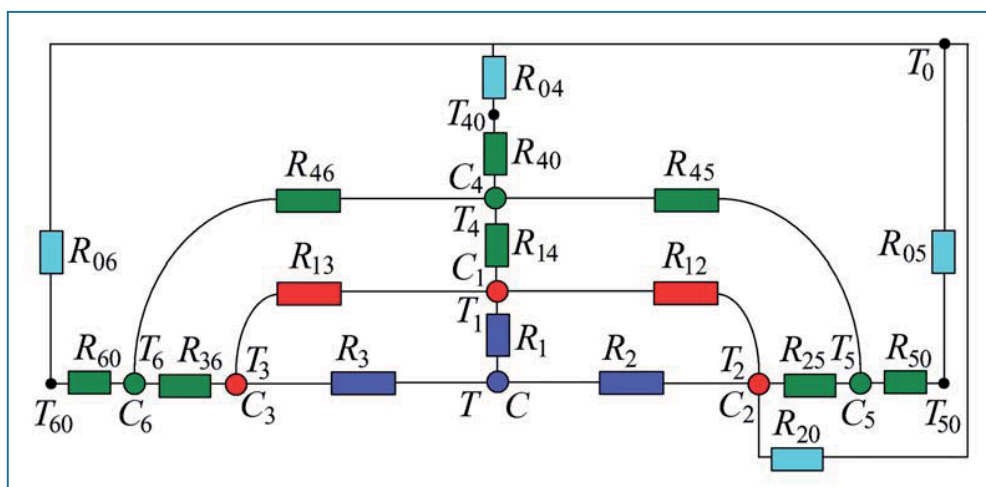 T₀
R₀₄
T₄₀
R₄₀
R₄₆ C₄ R₄₅
T₄
R₁₄
R₀₆ R₀₅
R₁₃ C₁ R₁₂
T₁
R₁
R₆₀ T₆ R₃₆ T₃ R₃ R₂ T₂ R₂₅ T₅ R₅₀
T₆₀ C₆ C₃ T C C₂ C₅ T₅₀
R₂₀